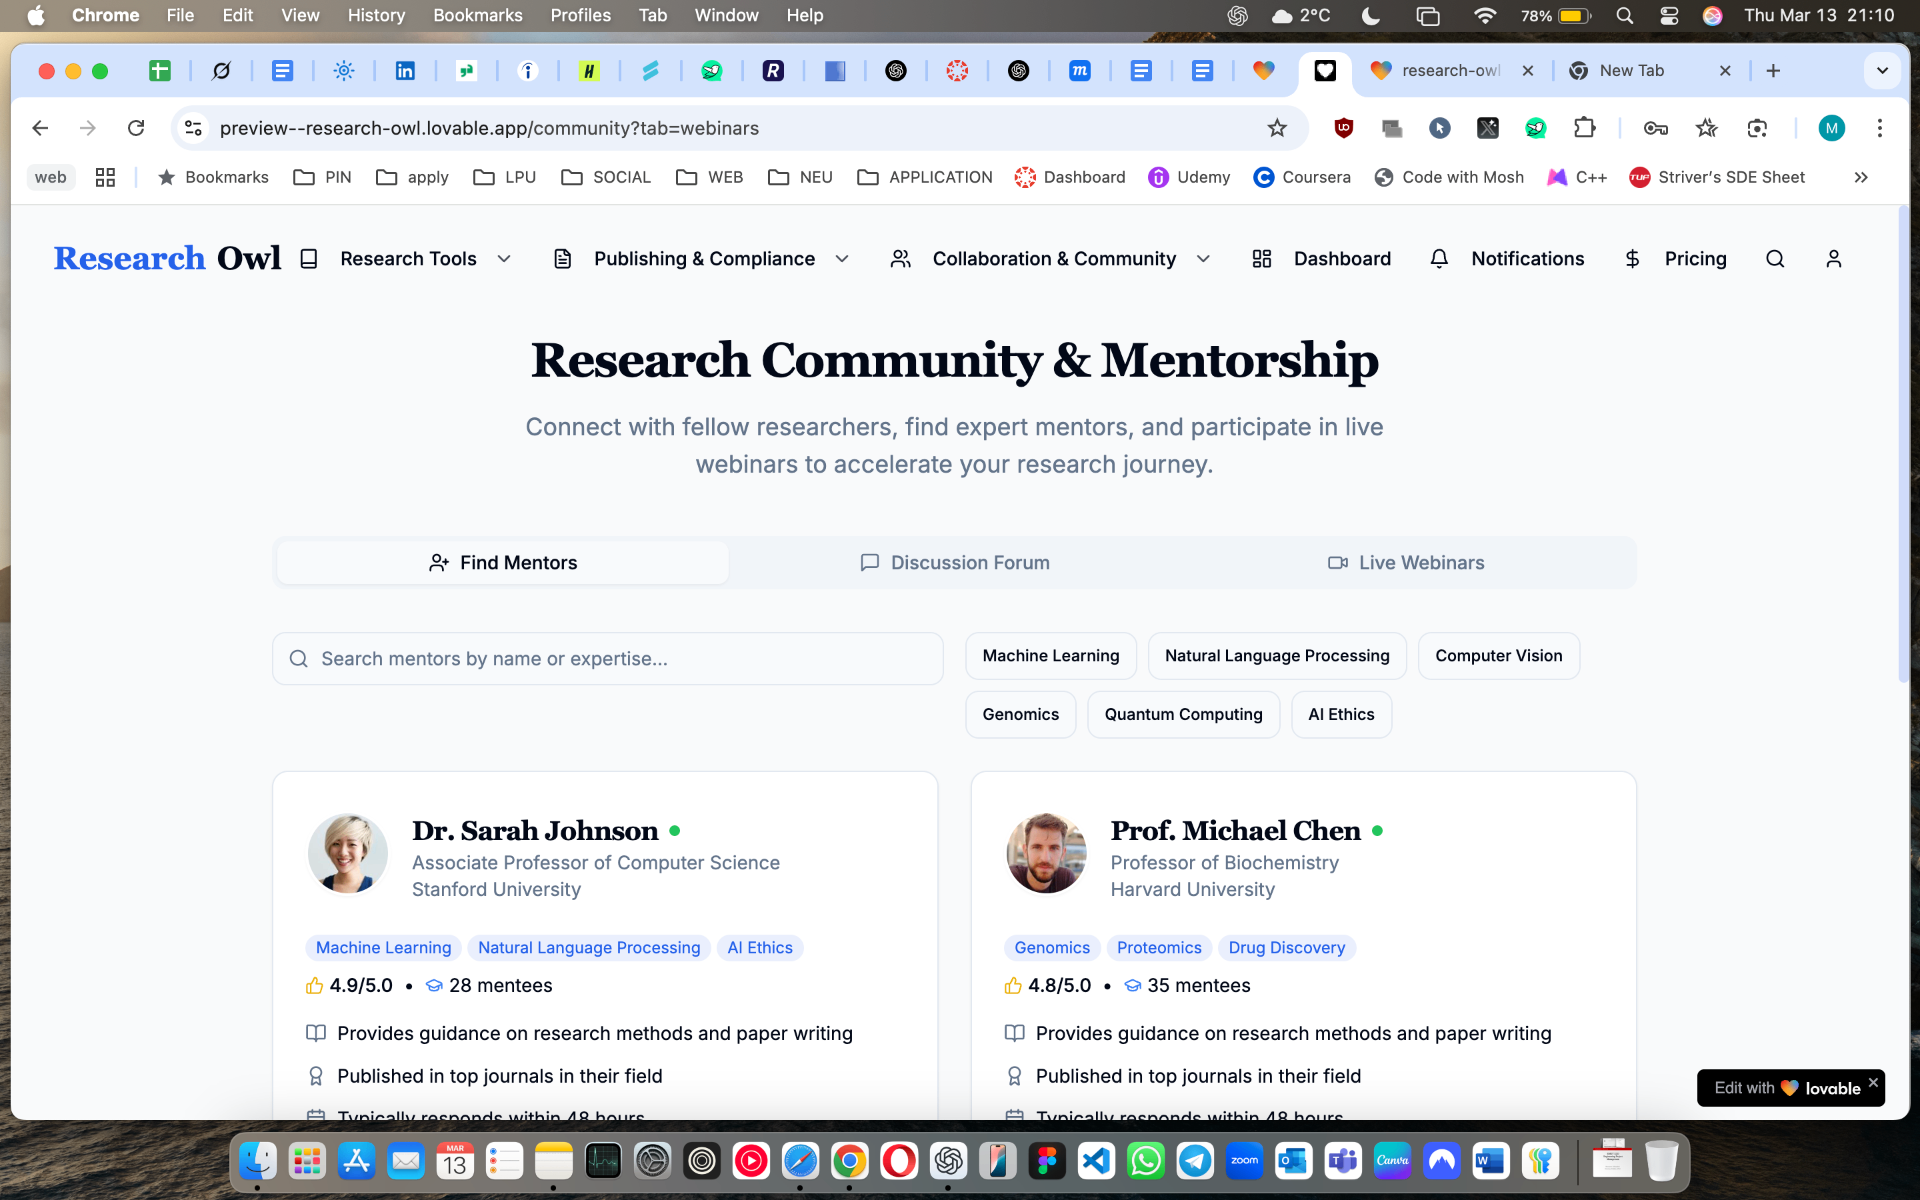 Chrome File Edit View History Bookmarks Profiles Tab Window Help 2°C 78% Thu Mar 13 21:10
research-owl New Tab
preview--research-owl.lovable.app/community?tab=webinars M
web Bookmarks PIN apply LPU SOCIAL WEB NEU APPLICATION Dashboard Udemy Coursera Code with Mosh C++ TUF Striver's SDE Sheet
Research Owl Research Tools Publishing & Compliance Collaboration & Community Dashboard Notifications Pricing
Research Community & Mentorship
Connect with fellow researchers, find expert mentors, and participate in live
webinars to accelerate your research journey.
Find Mentors Discussion Forum Live Webinars
Search mentors by name or expertise...
Machine Learning Natural Language Processing Computer Vision
Genomics Quantum Computing AI Ethics
Dr. Sarah Johnson
Associate Professor of Computer Science
Stanford University
Machine Learning Natural Language Processing AI Ethics
4.9/5.0 • 28 mentees
Provides guidance on research methods and paper writing
Published in top journals in their field
Typically responds within 48 hours
Prof. Michael Chen
Professor of Biochemistry
Harvard University
Genomics Proteomics Drug Discovery
4.8/5.0 • 35 mentees
Provides guidance on research methods and paper writing
Published in top journals in their field
Typically responds within 48 hours
Edit with lovable
MAR
13
zoom
Canva